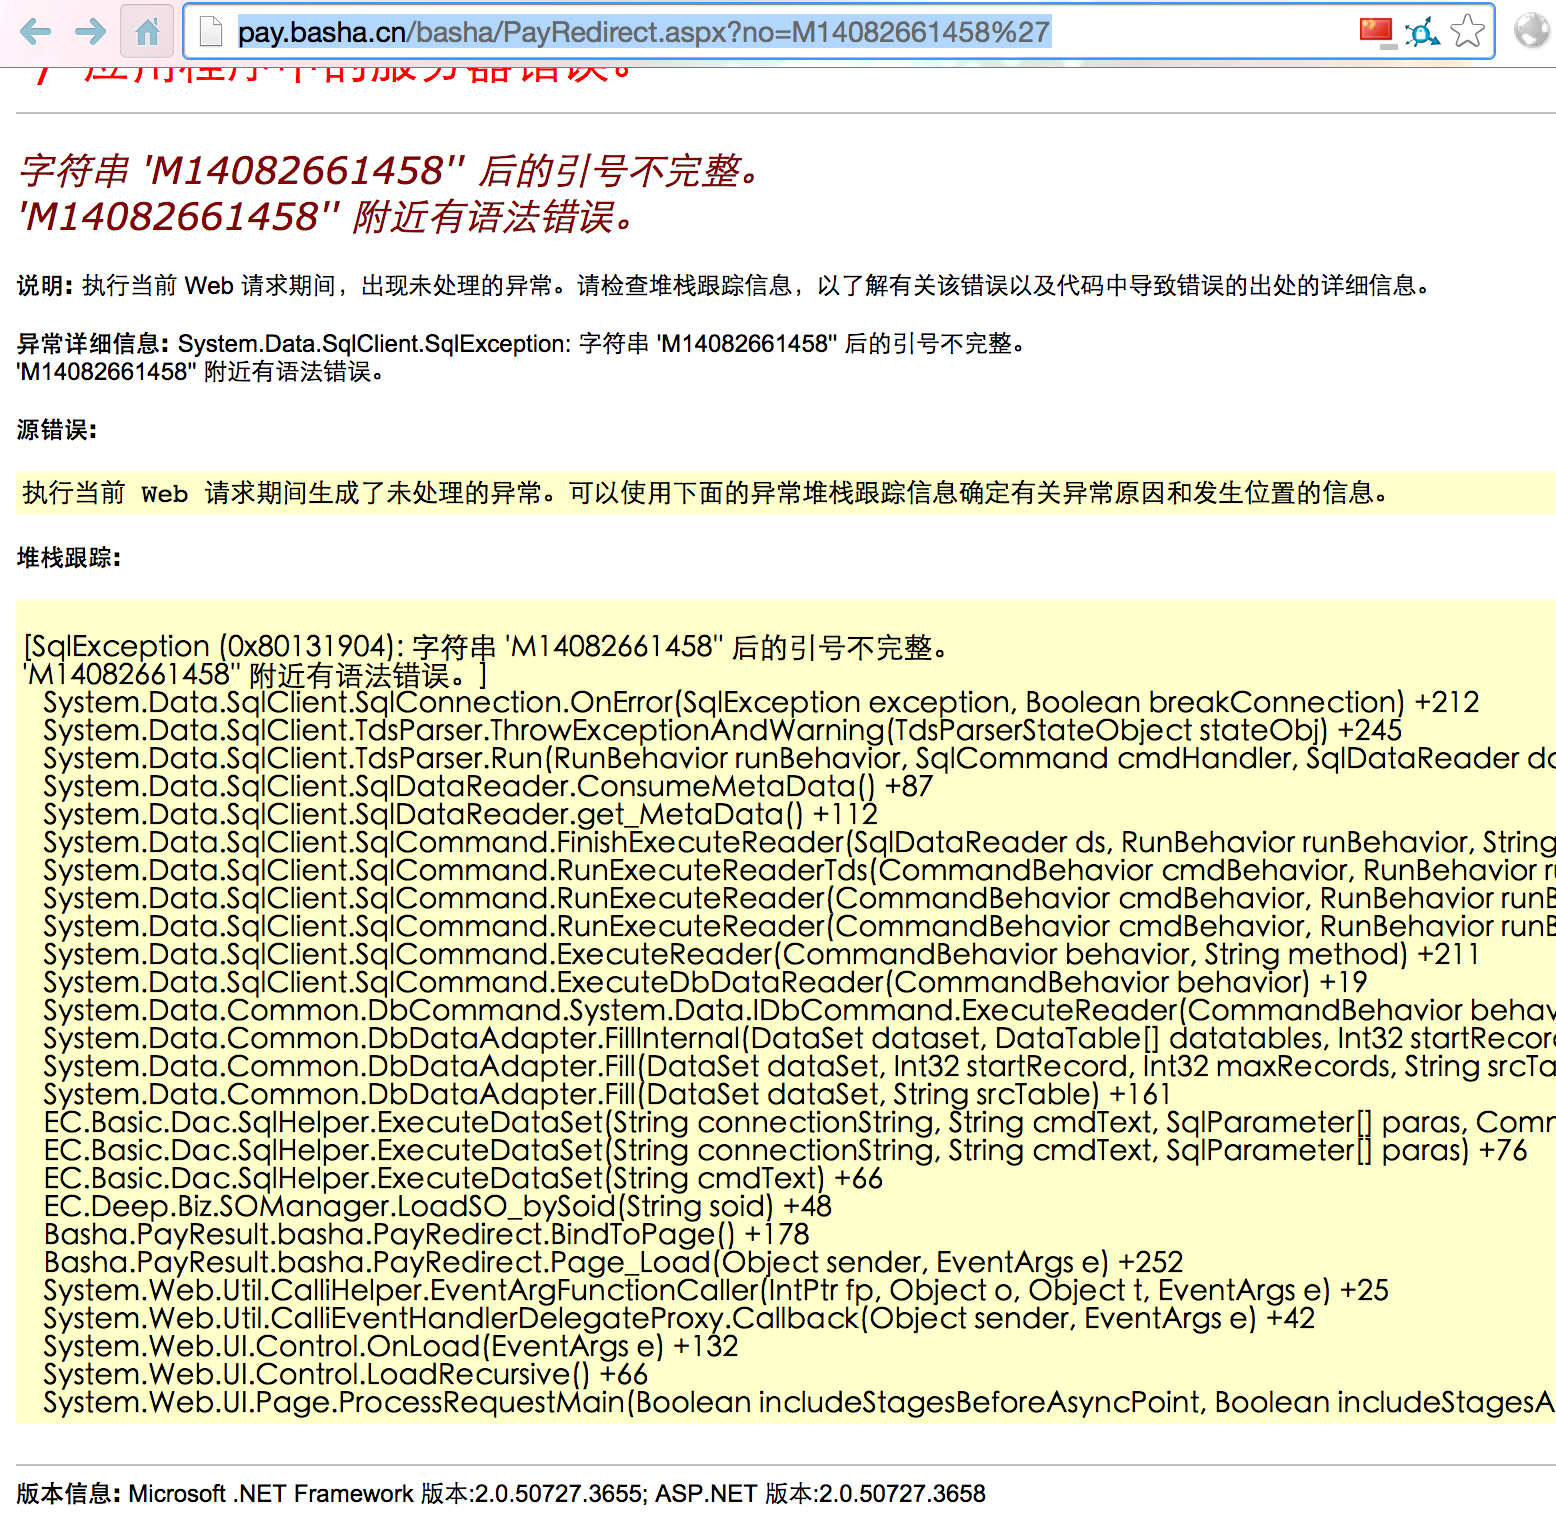 pay.basha.cn/basha/PayRedirect.aspx?no=M14082661458%27
应用程序中的服务器错误。
字符串 'M14082661458'' 后的引号不完整。
'M14082661458'' 附近有语法错误。
说明: 执行当前 Web 请求期间，出现未处理的异常。请检查堆栈跟踪信息，以了解有关该错误以及代码中导致错误的出处的详细信息。
异常详细信息: System.Data.SqlClient.SqlException: 字符串 'M14082661458'' 后的引号不完整。
'M14082661458'' 附近有语法错误。
源错误:
执行当前 Web 请求期间生成了未处理的异常。可以使用下面的异常堆栈跟踪信息确定有关异常原因和发生位置的信息。
堆栈跟踪:
[SqlException (0x80131904): 字符串 'M14082661458'' 后的引号不完整。
'M14082661458'' 附近有语法错误。]
System.Data.SqlClient.SqlConnection.OnError(SqlException exception, Boolean breakConnection) +212
System.Data.SqlClient.TdsParser.ThrowExceptionAndWarning(TdsParserStateObject stateObj) +245
System.Data.SqlClient.TdsParser.Run(RunBehavior runBehavior, SqlCommand cmdHandler, SqlDataReader
System.Data.SqlClient.SqlDataReader.ConsumeMetaData() +87
System.Data.SqlClient.SqlDataReader.get_MetaData() +112
System.Data.SqlClient.SqlCommand.FinishExecuteReader(SqlDataReader ds, RunBehavior runBehavior, String
System.Data.SqlClient.SqlCommand.RunExecuteReaderTds(CommandBehavior cmdBehavior, RunBehavior
System.Data.SqlClient.SqlCommand.RunExecuteReader(CommandBehavior cmdBehavior, RunBehavior
System.Data.SqlClient.SqlCommand.RunExecuteReader(CommandBehavior cmdBehavior, RunBehavior
System.Data.SqlClient.SqlCommand.ExecuteReader(CommandBehavior behavior, String method) +211
System.Data.SqlClient.SqlCommand.ExecuteDbDataReader(CommandBehavior behavior) +19
System.Data.Common.DbCommand.System.Data.IDbCommand.ExecuteReader(CommandBehavior
System.Data.Common.DbDataAdapter.FillInternal(DataSet dataset, DataTable[] datatables, Int32
System.Data.Common.DbDataAdapter.Fill(DataSet dataSet, Int32 startRecord, Int32 maxRecords, String
System.Data.Common.DbDataAdapter.Fill(DataSet dataSet, String srcTable) +161
EC.Basic.Dac.SqlHelper.ExecuteDataSet(String connectionString, String cmdText, SqlParameter[] paras,
EC.Basic.Dac.SqlHelper.ExecuteDataSet(String connectionString, String cmdText, SqlParameter[] paras) +76
EC.Basic.Dac.SqlHelper.ExecuteDataSet(String cmdText) +66
EC.Deep.Biz.SOManager.LoadSO_bySoid(String soid) +48
Basha.PayResult.basha.PayRedirect.BindToPage() +178
Basha.PayResult.basha.PayRedirect.Page_Load(Object sender, EventArgs e) +252
System.Web.Util.CalliHelper.EventArgFunctionCaller(IntPtr fp, Object o, Object t, EventArgs e) +25
System.Web.Util.CalliEventHandlerDelegateProxy.Callback(Object sender, EventArgs e) +42
System.Web.UI.Control.OnLoad(EventArgs e) +132
System.Web.UI.Control.LoadRecursive() +66
System.Web.UI.Page.ProcessRequestMain(Boolean includeStagesBeforeAsyncPoint, Boolean
版本信息: Microsoft .NET Framework 版本:2.0.50727.3655; ASP.NET 版本:2.0.50727.3658